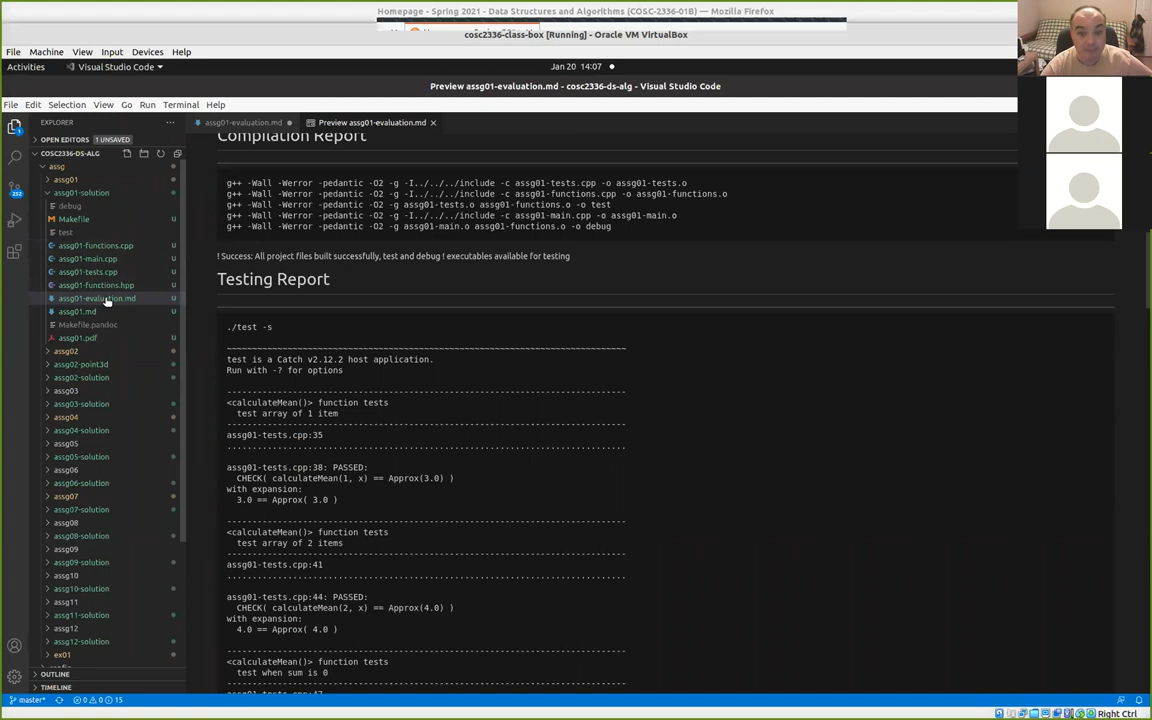 Homepage - Spring 2021 - Data Structures and Algorithms (COSC-2336-01B) — Mozilla Firefox
cosc2336-class-box [Running] - Oracle VM VirtualBox
File Machine View Input Devices Help
Activities Visual Studio Code Jan 20 14:07
Preview assg01-evaluation.md - cosc2336-ds-alg - Visual Studio Code
File Edit Selection View Go Run Terminal Help
EXPLORER
OPEN EDITORS 1 UNSAVED
COSC2336-DS-ALG
assg
assg01
assg01-solution
debug
Makefile U
test
assg01-functions.cpp U
assg01-main.cpp U
assg01-tests.cpp U
assg01-functions.hpp U
assg01-evaluation.md U
assg01.md U
Makefile.pandoc
assg01.pdf U
assg02
assg02-point3d
assg02-solution
assg03
assg03-solution
assg04
assg04-solution
assg05
assg05-solution
assg06
assg06-solution
assg07
assg07-solution
assg08
assg08-solution
assg09
assg09-solution
assg10
assg10-solution
assg11
assg11-solution
assg12
assg12-solution
ex01
OUTLINE
TIMELINE
1
252
assg01-evaluation.md Preview assg01-evaluation.md
Compilation Report
g++ -Wall -Werror -pedantic -O2 -g -I../../../include -c assg01-tests.cpp -o assg01-tests.o
g++ -Wall -Werror -pedantic -O2 -g -I../../../include -c assg01-functions.cpp -o assg01-functions.o
g++ -Wall -Werror -pedantic -O2 -g assg01-tests.o assg01-functions.o -o test
g++ -Wall -Werror -pedantic -O2 -g -I../../../include -c assg01-main.cpp -o assg01-main.o
g++ -Wall -Werror -pedantic -O2 -g assg01-main.o assg01-functions.o -o debug
! Success: All project files built successfully, test and debug ! executables available for testing
Testing Report
./test -s
~~~~~~~~~~~~~~~~~~~~~~~~~~~~~~~~~~~~~~~~~~~~~~~~~~~~~~~~~~~~~~~~~~~~~~~~~~~~~~~
test is a Catch v2.12.2 host application.
Run with -? for options
-------------------------------------------------------------------------------
<calculateMean()> function tests
test array of 1 item
-------------------------------------------------------------------------------
assg01-tests.cpp:35
...............................................................................
assg01-tests.cpp:38: PASSED:
CHECK( calculateMean(1, x) == Approx(3.0) )
with expansion:
3.0 == Approx( 3.0 )
-------------------------------------------------------------------------------
<calculateMean()> function tests
test array of 2 items
-------------------------------------------------------------------------------
assg01-tests.cpp:41
...............................................................................
assg01-tests.cpp:44: PASSED:
CHECK( calculateMean(2, x) == Approx(4.0) )
with expansion:
4.0 == Approx( 4.0 )
-------------------------------------------------------------------------------
<calculateMean()> function tests
test when sum is 0
-------------------------------------------------------------------------------
master* 0 0 15
Right Ctrl